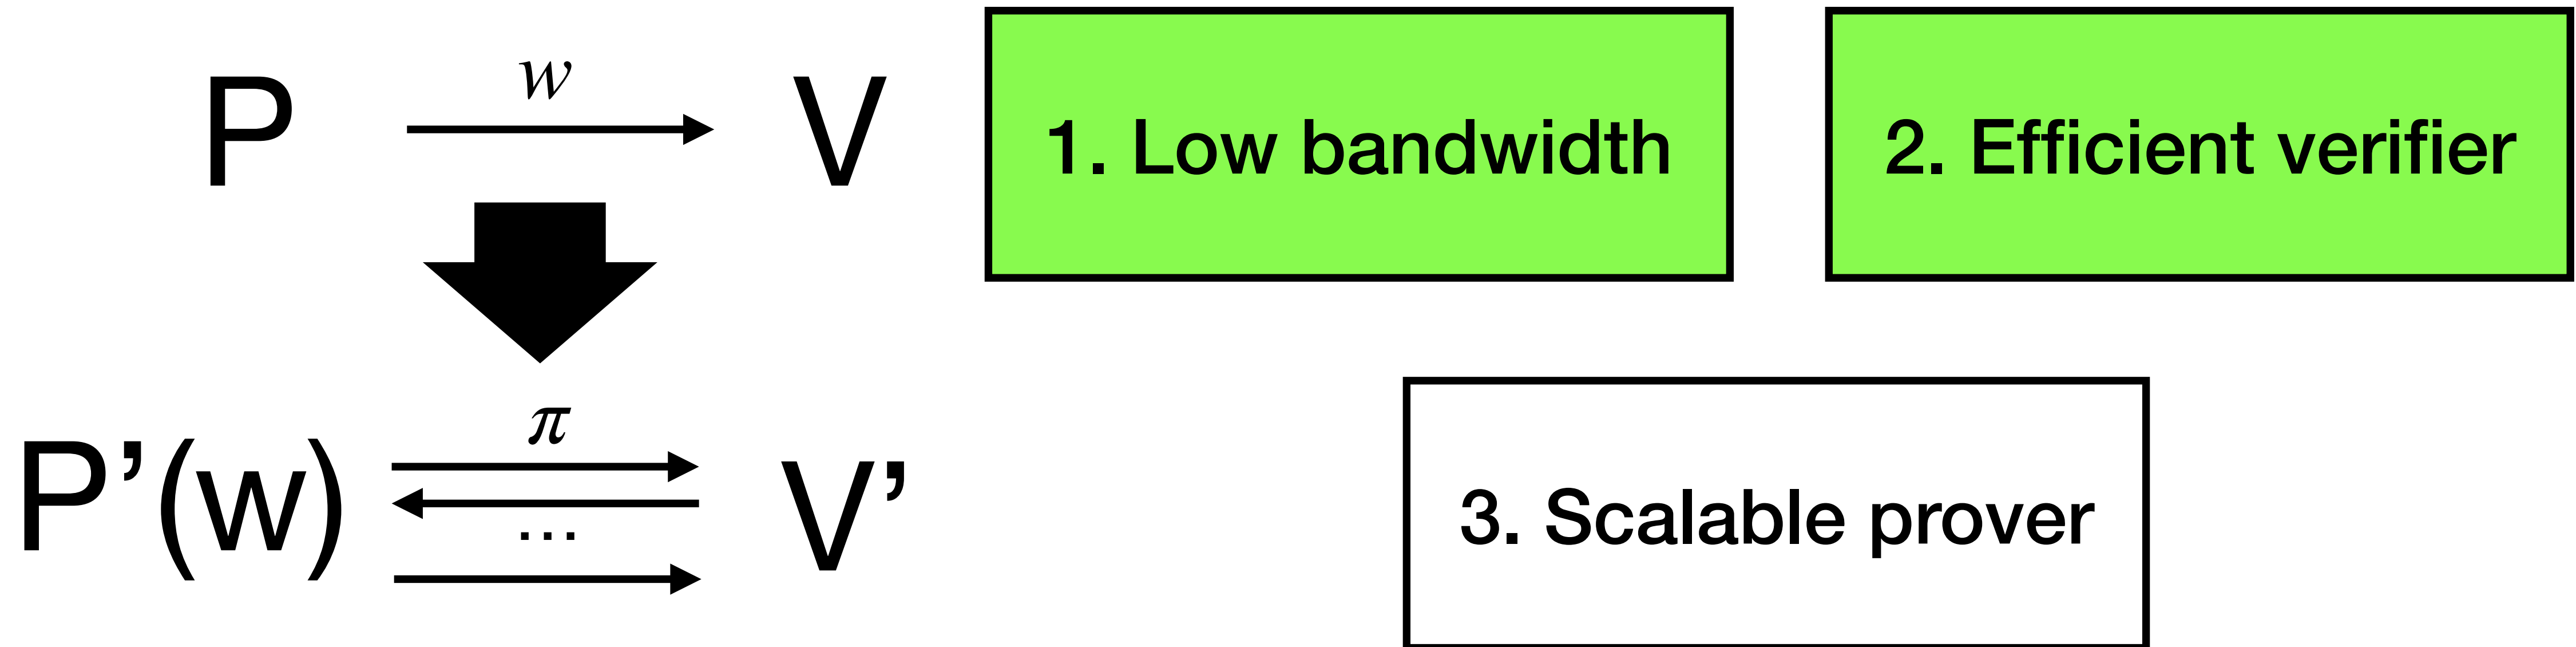 P
w
V
1. Low bandwidth
2. Efficient verifier
P’(w)
π
...
V’
3. Scalable prover